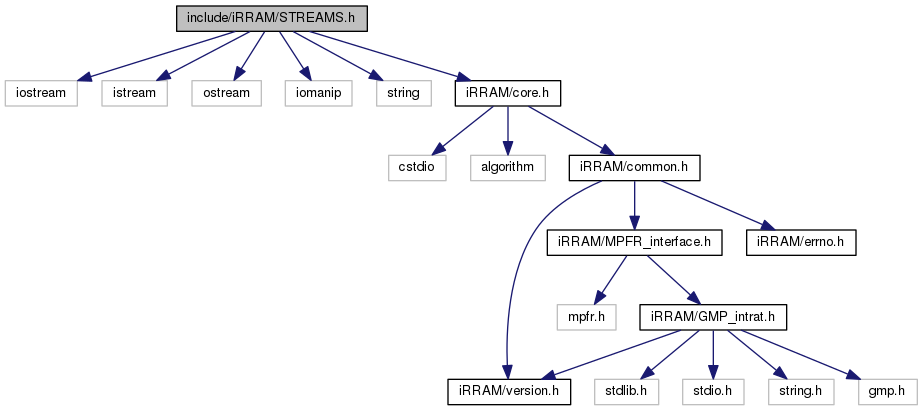 include/iRRAM/STREAMS.h
iostream
istream
ostream
iomanip
string
iRRAM/core.h
cstdio
algorithm
iRRAM/common.h
iRRAM/MPFR_interface.h
iRRAM/errno.h
mpfr.h
iRRAM/GMP_intrat.h
iRRAM/version.h
stdlib.h
stdio.h
string.h
gmp.h